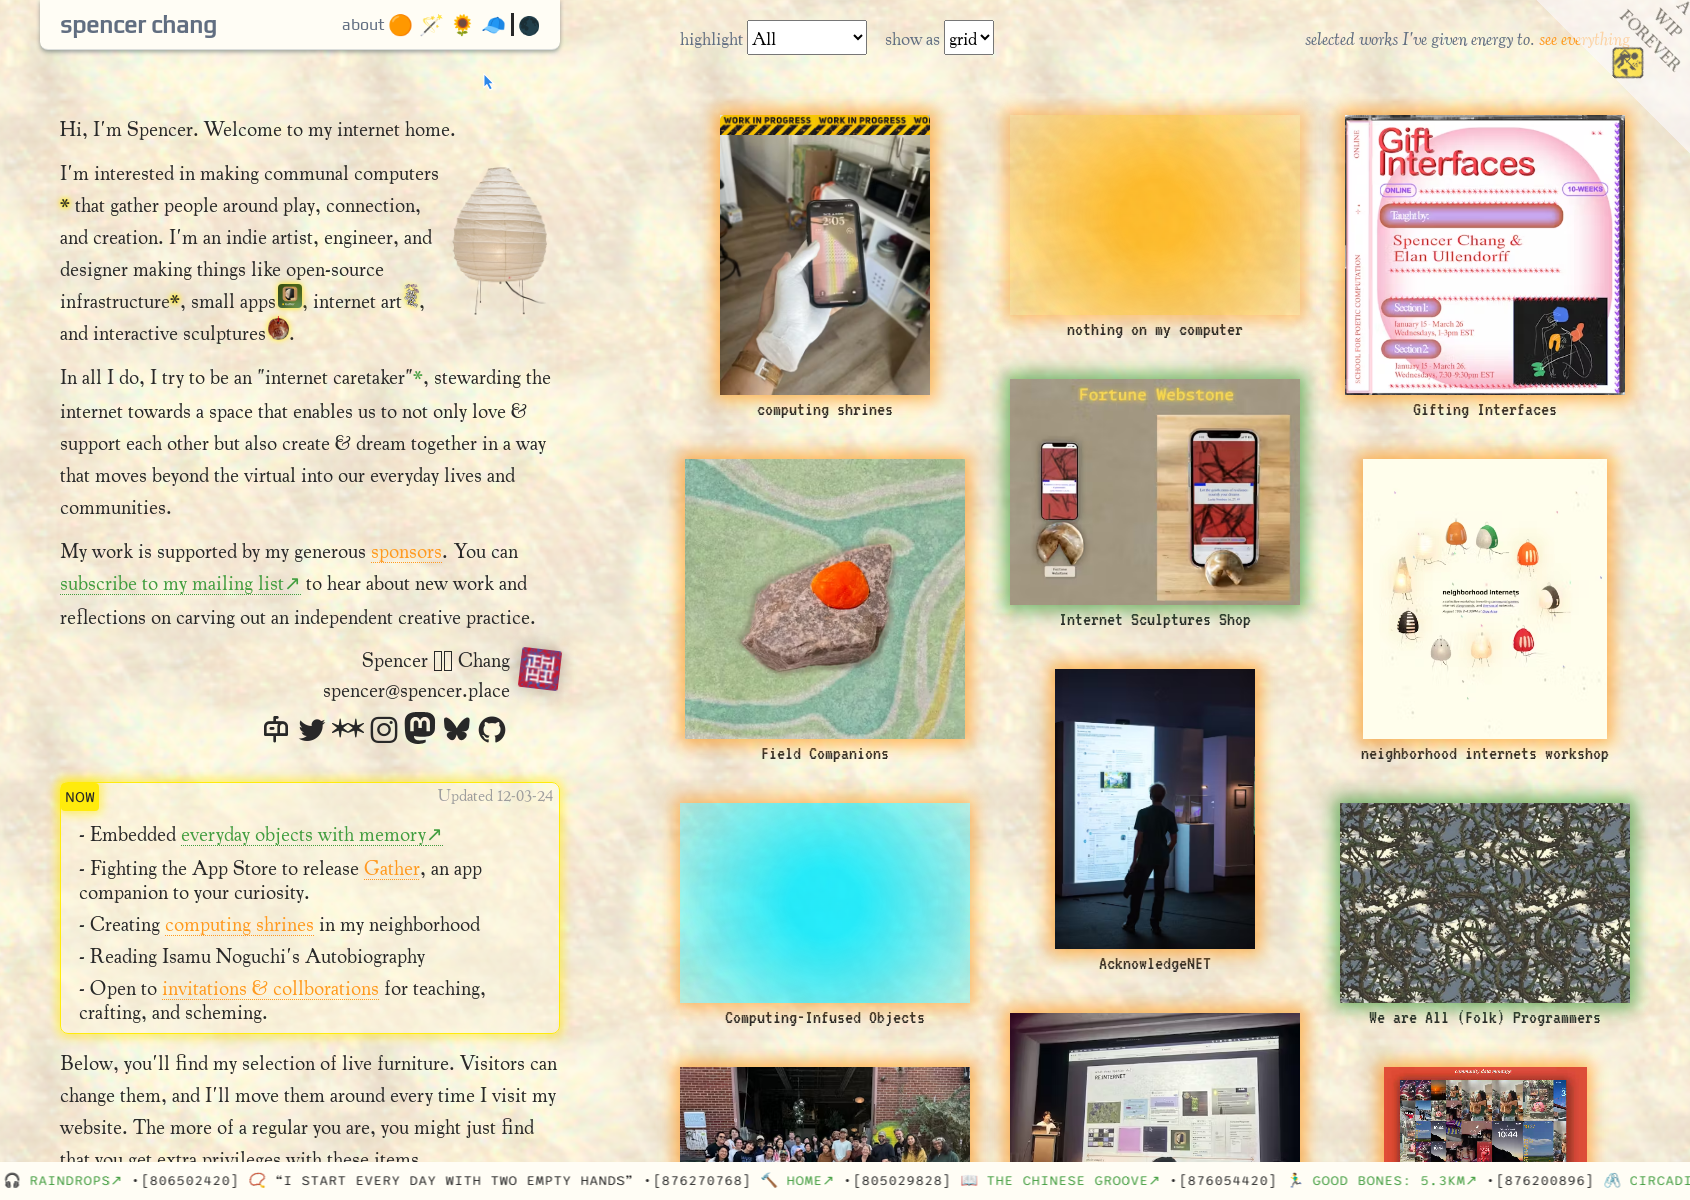 spencer chang
about
highlight All
show as grid
selected works I've given energy to. see everything
A
WIP
FOREVER
Hi, I'm Spencer. Welcome to my internet home.
I'm interested in making communal computers
* that gather people around play, connection,
and creation. I'm an indie artist, engineer, and
designer making things like open-source
infrastructure*, small apps, internet art,
and interactive sculptures.
In all I do, I try to be an "internet caretaker"*, stewarding the
internet towards a space that enables us to not only love &
support each other but also create & dream together in a way
that moves beyond the virtual into our everyday lives and
communities.
My work is supported by my generous sponsors. You can
subscribe to my mailing list↗ to hear about new work and
reflections on carving out an independent creative practice.
Spencer Chang
spencer@spencer.place
NOW
Updated 12-03-24
- Embedded everyday objects with memory↗
- Fighting the App Store to release Gather, an app
companion to your curiosity.
- Creating computing shrines in my neighborhood
- Reading Isamu Noguchi's Autobiography
- Open to invitations & collborations for teaching,
crafting, and scheming.
Below, you'll find my selection of live furniture. Visitors can
change them, and I'll move them around every time I visit my
website. The more of a regular you are, you might just find
that you get extra privileges with these items.
WORK IN PROGRESS WORK IN PROGRESS WO
2:05
computing shrines
nothing on my computer
Gift
Interfaces
ONLINE
10-WEEKS
Taught by:
Spencer Chang &
Elan Ullendorff
Section 1:
January 15 - March 26
Wednesdays, 1-3pm EST
Section 2:
January 15 - March 26,
Wednesdays, 7:30-9:30pm EST
ONLINE
SCHOOL FOR POETIC COMPUTATION
Gifting Interfaces
Field Companions
Fortune Webstone
Internet Sculptures Shop
neighborhood internets
neighborhood internets workshop
Computing-Infused Objects
AcknowledgeNET
We are All (Folk) Programmers
RE:INTERNET
10:44
RAINDROPS↗ •[806502420] “I START EVERY DAY WITH TWO EMPTY HANDS” •[876270768] HOME↗ •[805029828] THE CHINESE GROOVE↗ •[876054420] GOOD BONES: 5.3KM↗ •[876200896] CIRCADI